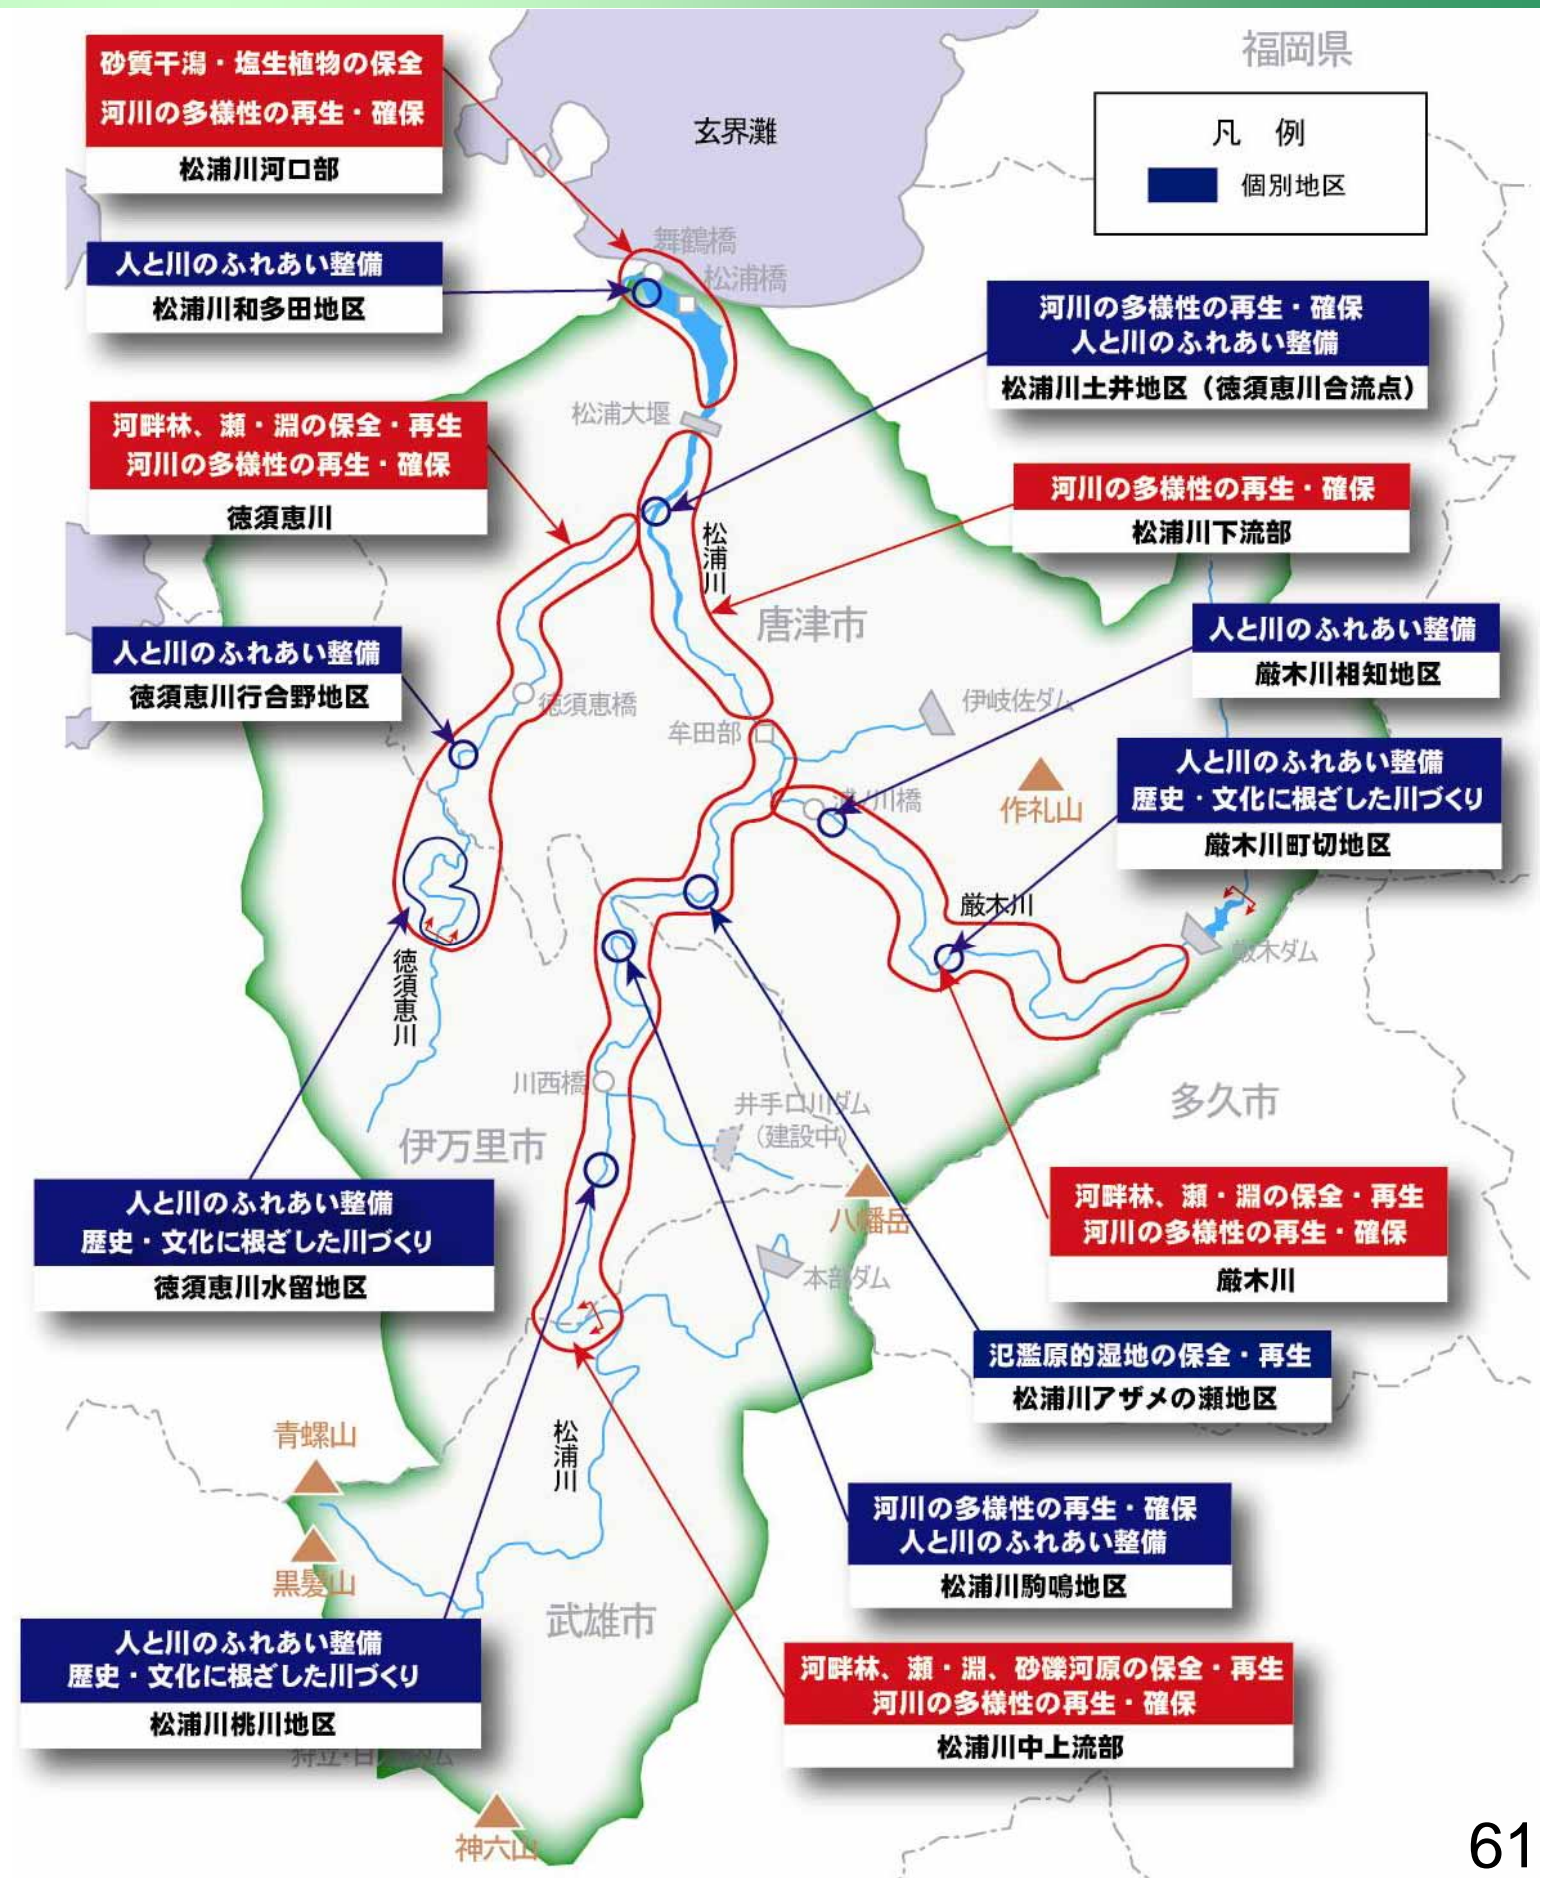 福岡県
砂質干潟・塩生植物の保全
河川の多様性の再生・確保
松浦川河口部
玄界灘
凡 例
個別地区
人と川のふれあい整備
松浦川和多田地区
舞鶴橋
松浦橋
河川の多様性の再生・確保
人と川のふれあい整備
松浦川土井地区（徳須恵川合流点）
松浦大堰
河畔林、瀬・淵の保全・再生
河川の多様性の再生・確保
徳須恵川
河川の多様性の再生・確保
松浦川下流部
松浦川
唐津市
人と川のふれあい整備
厳木川相知地区
人と川のふれあい整備
徳須恵川行合野地区
徳須恵橋
牟田部
伊岐佐ダム
人と川のふれあい整備
歴史・文化に根ざした川づくり
厳木川町切地区
作礼山
浦ノ川橋
厳木川
厳木ダム
徳須恵川
川西橋
井手口川ダム
（建設中）
多久市
伊万里市
八幡岳
本部ダム
人と川のふれあい整備
歴史・文化に根ざした川づくり
徳須恵川水留地区
河畔林、瀬・淵の保全・再生
河川の多様性の再生・確保
厳木川
氾濫原的湿地の保全・再生
松浦川アザメの瀬地区
青螺山
松浦川
黒髪山
河川の多様性の再生・確保
人と川のふれあい整備
松浦川駒鳴地区
武雄市
人と川のふれあい整備
歴史・文化に根ざした川づくり
松浦川桃川地区
河畔林、瀬・淵、砂礫河原の保全・再生
河川の多様性の再生・確保
松浦川中上流部
神六山
61